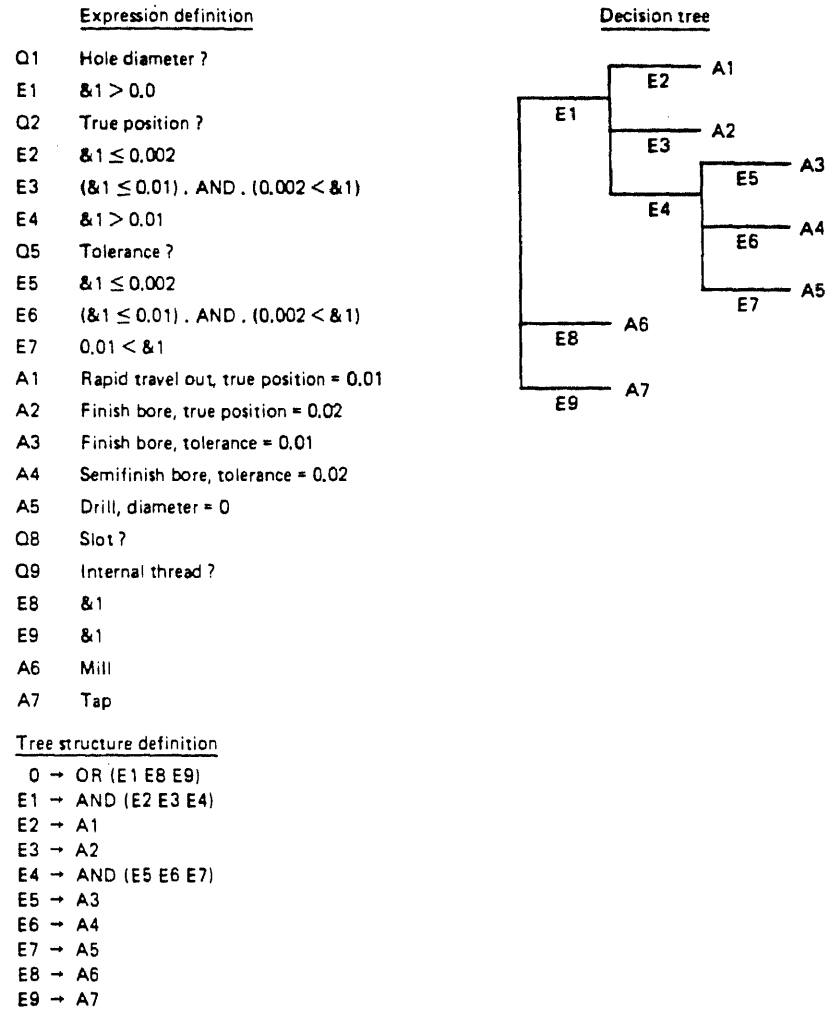 Expression definition
Q1 Hole diameter ?
E1 &1 > 0.0
Q2 True position ?
E2 &1 ≤ 0.002
E3 (&1 ≤ 0.01) . AND . (0.002 < &1)
E4 &1 > 0.01
Q5 Tolerance ?
E5 &1 ≤ 0.002
E6 (&1 ≤ 0.01) . AND . (0.002 < &1)
E7 0.01 < &1
A1 Rapid travel out, true position = 0.01
A2 Finish bore, true position = 0.02
A3 Finish bore, tolerance = 0.01
A4 Semifinish bore, tolerance = 0.02
A5 Drill, diameter = 0
Q8 Slot ?
Q9 Internal thread ?
E8 &1
E9 &1
A6 Mill
A7 Tap
Tree structure definition
0 → OR (E1 E8 E9)
E1 → AND (E2 E3 E4)
E2 → A1
E3 → A2
E4 → AND (E5 E6 E7)
E5 → A3
E6 → A4
E7 → A5
E8 → A6
E9 → A7
Decision tree
E1
E2 A1
E3 A2
E4
E5 A3
E6 A4
E7 A5
E8 A6
E9 A7